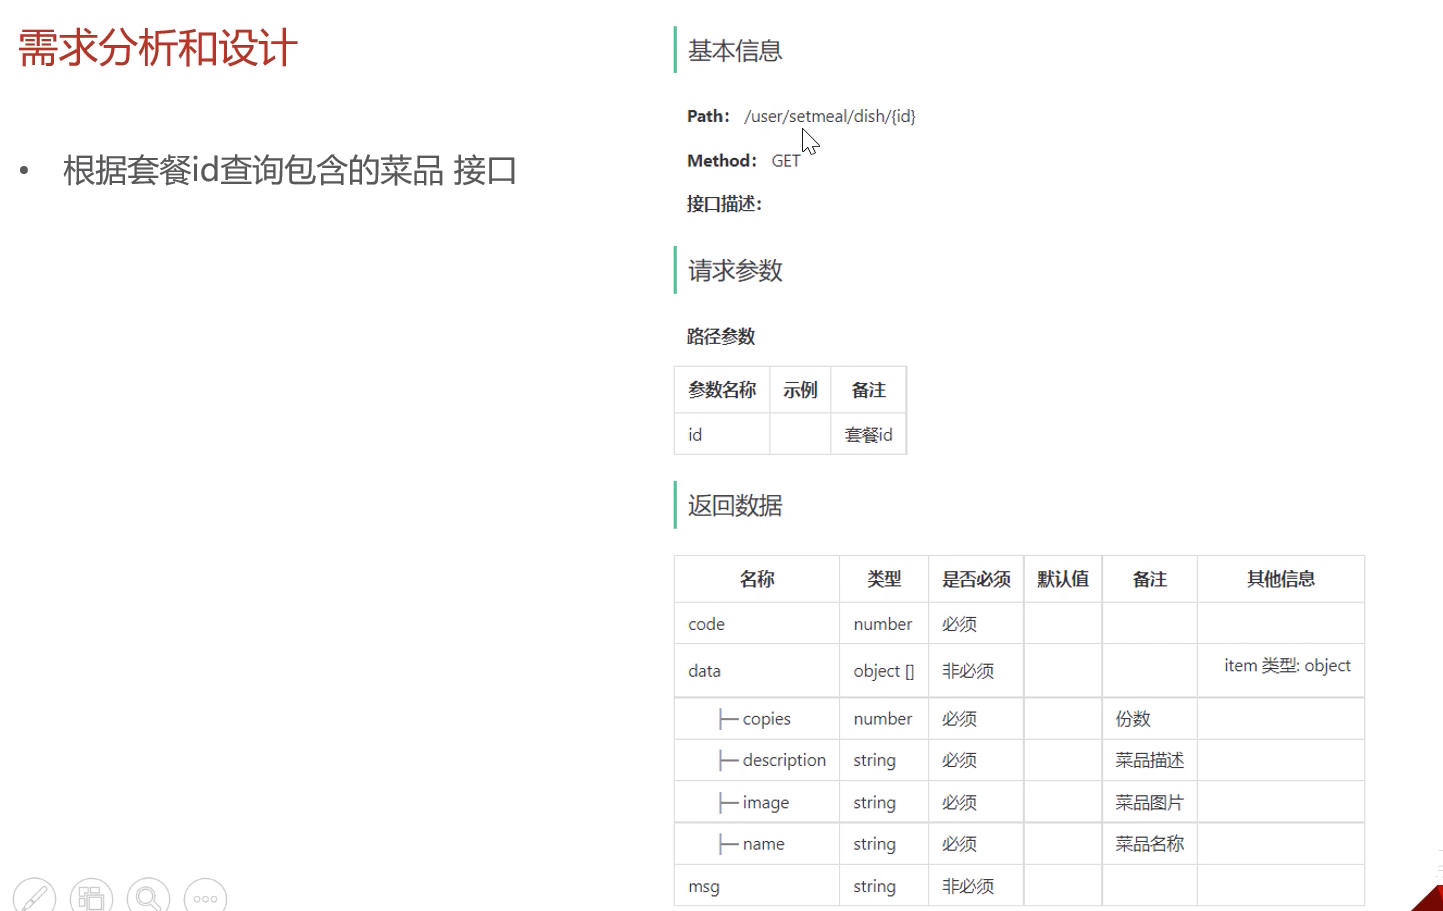 需求分析和设计
• 根据套餐id查询包含的菜品 接口
基本信息
Path： /user/setmeal/dish/{id}
Method： GET
接口描述：
请求参数
路径参数
参数名称 示例 备注
id 套餐id
返回数据
名称 类型 是否必须 默认值 备注 其他信息
code number 必须
data object [] 非必须 item 类型: object
├─ copies number 必须 份数
├─ description string 必须 菜品描述
├─ image string 必须 菜品图片
├─ name string 必须 菜品名称
msg string 非必须